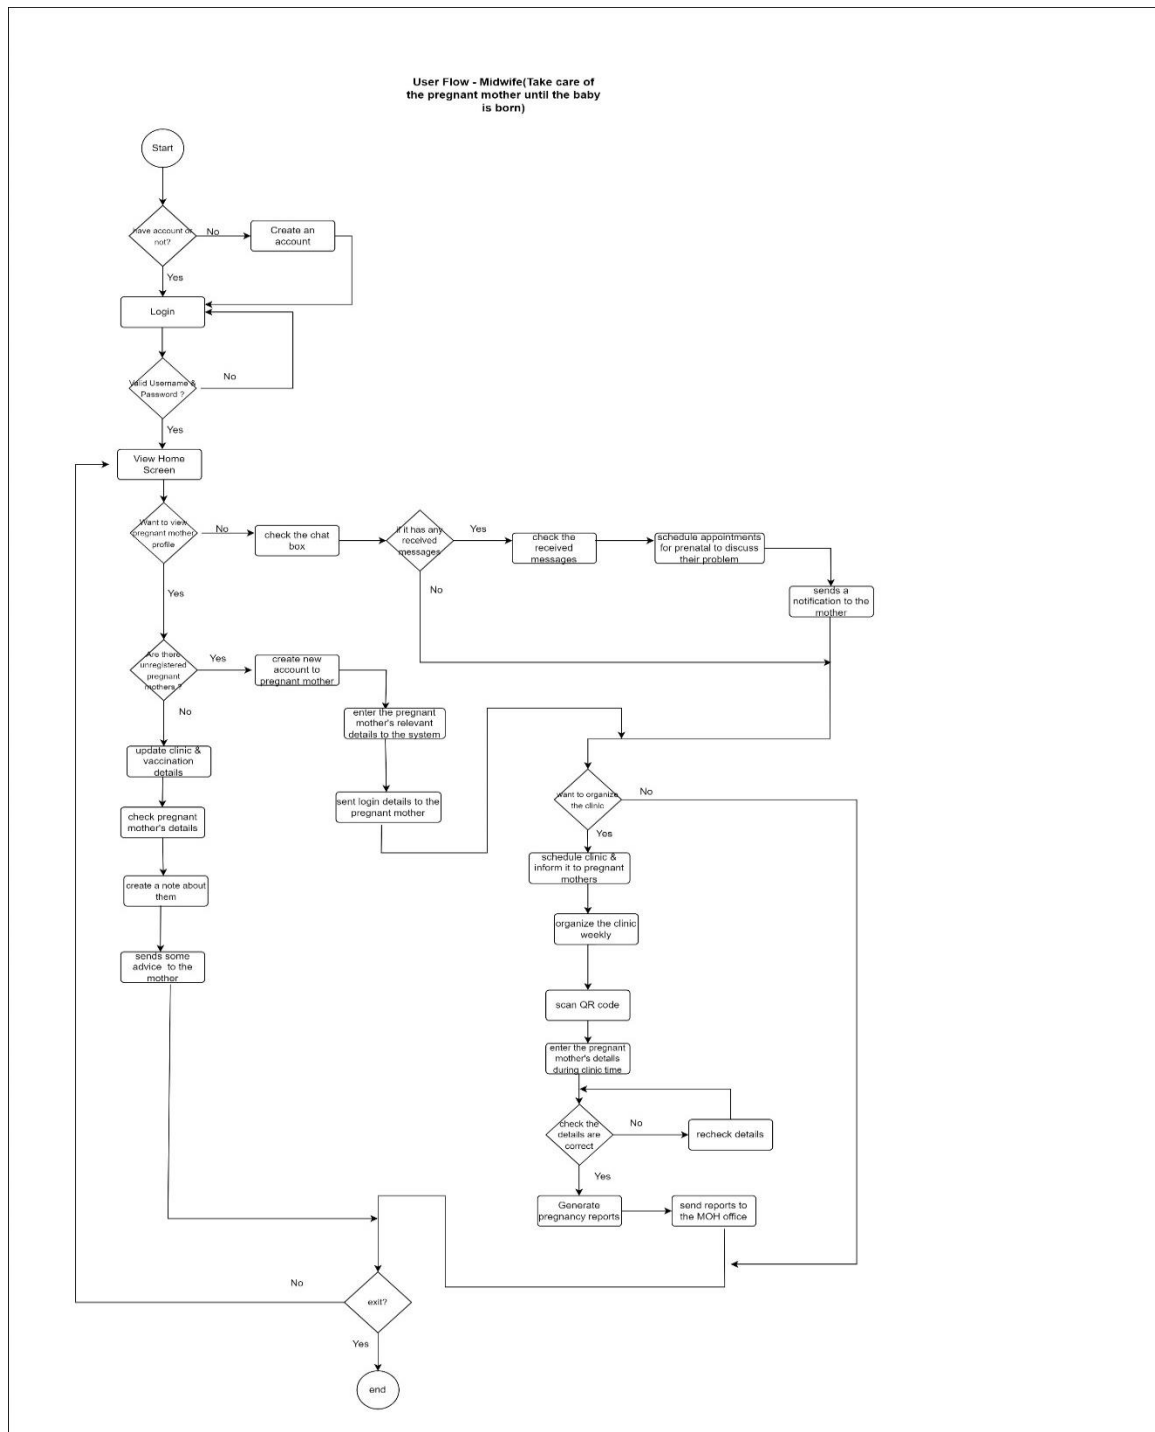 User Flow - Midwife(Take care of
the pregnant mother until the baby
is born)
Start
have account or
not?
No
Create an
account
Yes
Login
Valid Username &
Password ?
No
Yes
View Home
Screen
Want to view
pregnant mother
profile
No
check the chat
box
if it has any
received
messages
Yes
check the
received
messages
schedule appointments
for prenatal to discuss
their problem
No
sends a
notification to the
mother
Yes
Are there
unregistered
pregnant
mothers ?
Yes
create new
account to
pregnant mother
No
enter the pregnant
mother's relevant
details to the system
update clinic &
vaccination
details
sent login details to the
pregnant mother
want to organize
the clinic
No
check pregnant
mother's details
Yes
schedule clinic &
inform it to pregnant
mothers
create a note about
them
organize the clinic
weekly
sends some
advice to the
mother
scan QR code
enter the pregnant
mother's details
during clinic time
check the
details are
correct
No
recheck details
Yes
Generate
pregnancy reports
send reports to
the MOH office
No
exit?
Yes
end